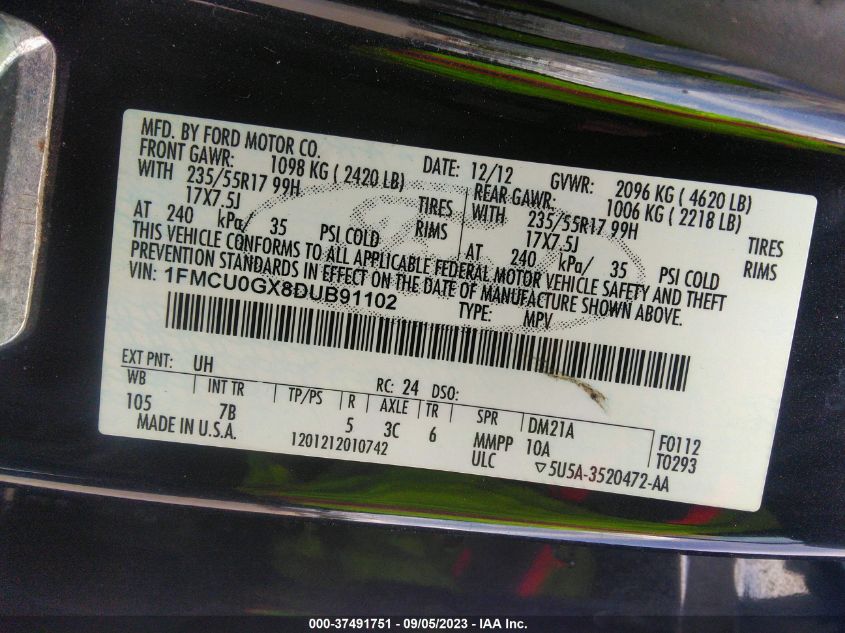 MFD. BY FORD MOTOR CO.
DATE: 12/12 GVWR: 2096 KG ( 4620 LB)
FRONT GAWR: 1098 KG ( 2420 LB) REAR GAWR: 1006 KG ( 2218 LB)
WITH 235/55R17 99H TIRES WITH 235/55R17 99H TIRES
17X7.5J RIMS 17X7.5J RIMS
AT 240 kPa/ 35 PSI COLD AT 240 kPa/ 35 PSI COLD
THIS VEHICLE CONFORMS TO ALL APPLICABLE FEDERAL MOTOR VEHICLE SAFETY AND THEFT
PREVENTION STANDARDS IN EFFECT ON THE DATE OF MANUFACTURE SHOWN ABOVE.
VIN: 1FMCU0GX8DUB91102
TYPE: MPV
EXT PNT: UH RC: 24 DSO:
WB INT TR TP/PS R AXLE TR SPR DM21A F0112
105 7B 5 3C 6 MMPP 10A T0293
MADE IN U.S.A. 1201212010742 ULC ▽5U5A-3520472-AA
000-37491751 - 09/05/2023 - IAA Inc.